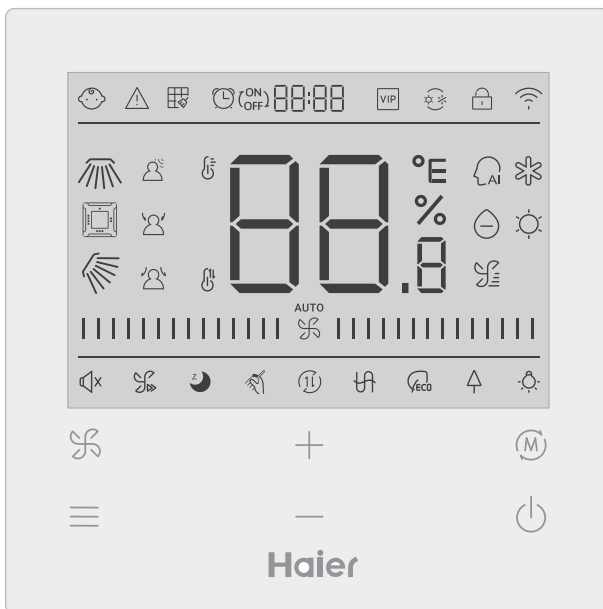 ON
OFF
88:88
VIP
88.8
°E
%
AI
AUTO
Z
ECO
M
Haier